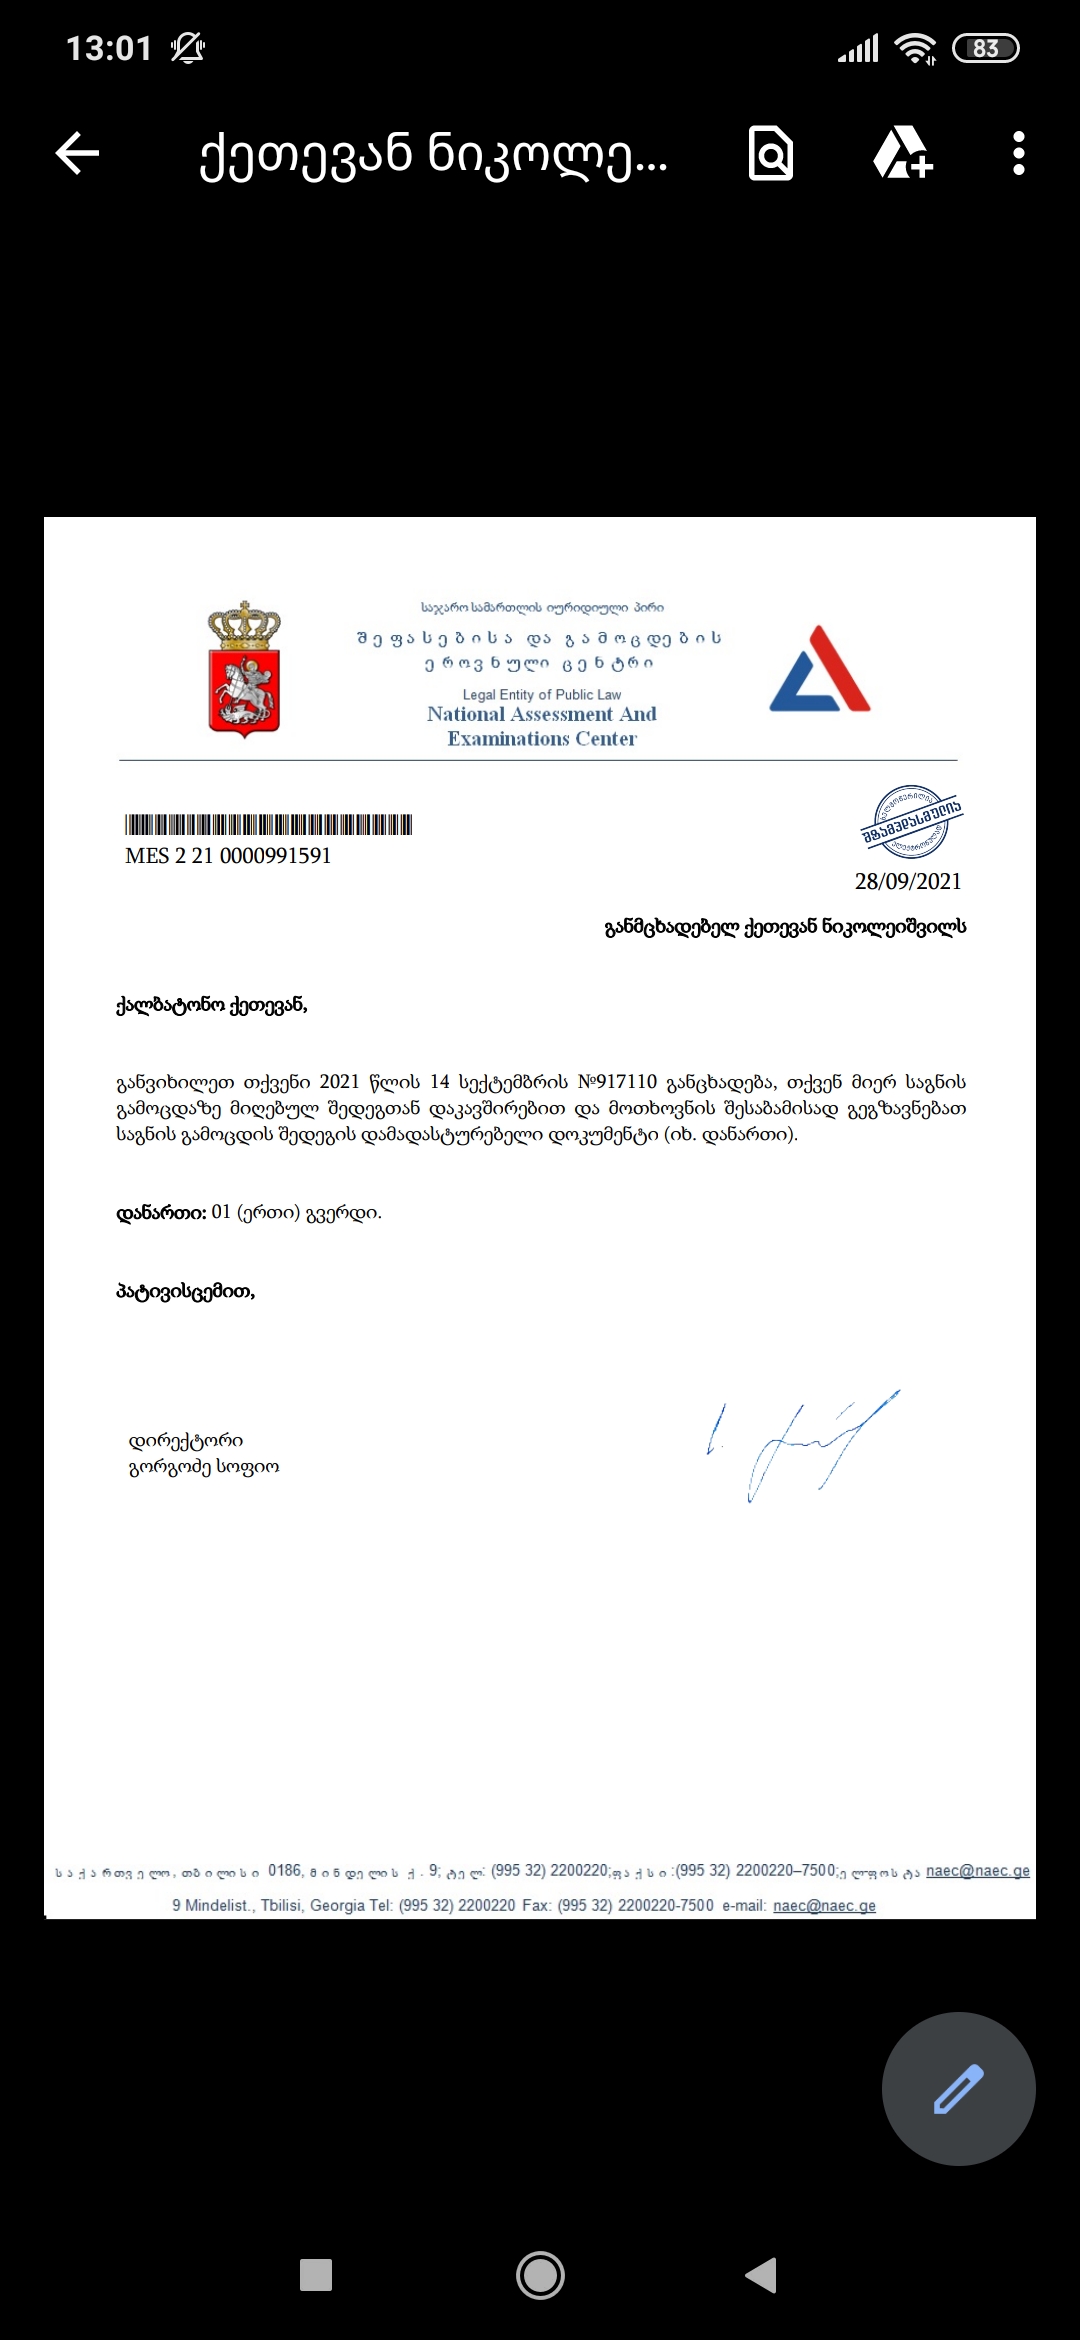 13:01
83
ქეთევან ნიკოლე...
საჯარო სამართლის იურიდიული პირი
შეფასებისა და გამოცდების
ეროვნული ცენტრი
Legal Entity of Public Law
National Assessment And
Examinations Center
MES 2 21 0000991591
შტამპდასმულია
28/09/2021
განმცხადებელ ქეთევან ნიკოლეიშვილს
ქალბატონო ქეთევან,
განვიხილეთ თქვენი 2021 წლის 14 სექტემბრის №917110 განცხადება, თქვენ მიერ საგნის
გამოცდაზე მიღებულ შედეგთან დაკავშირებით და მოთხოვნის შესაბამისად გეგზავნებათ
საგნის გამოცდის შედეგის დამადასტურებელი დოკუმენტი (იხ. დანართი).
დანართი: 01 (ერთი) გვერდი.
პატივისცემით,
დირექტორი
გორგოძე სოფიო
საქართველო, თბილისი 0186, მინდელის ქ. 9; ტელ: (995 32) 2200220;ფაქსი:(995 32) 2200220–7500;ელფოსტა naec@naec.ge
9 Mindelist., Tbilisi, Georgia Tel: (995 32) 2200220 Fax: (995 32) 2200220-7500 e-mail: naec@naec.ge